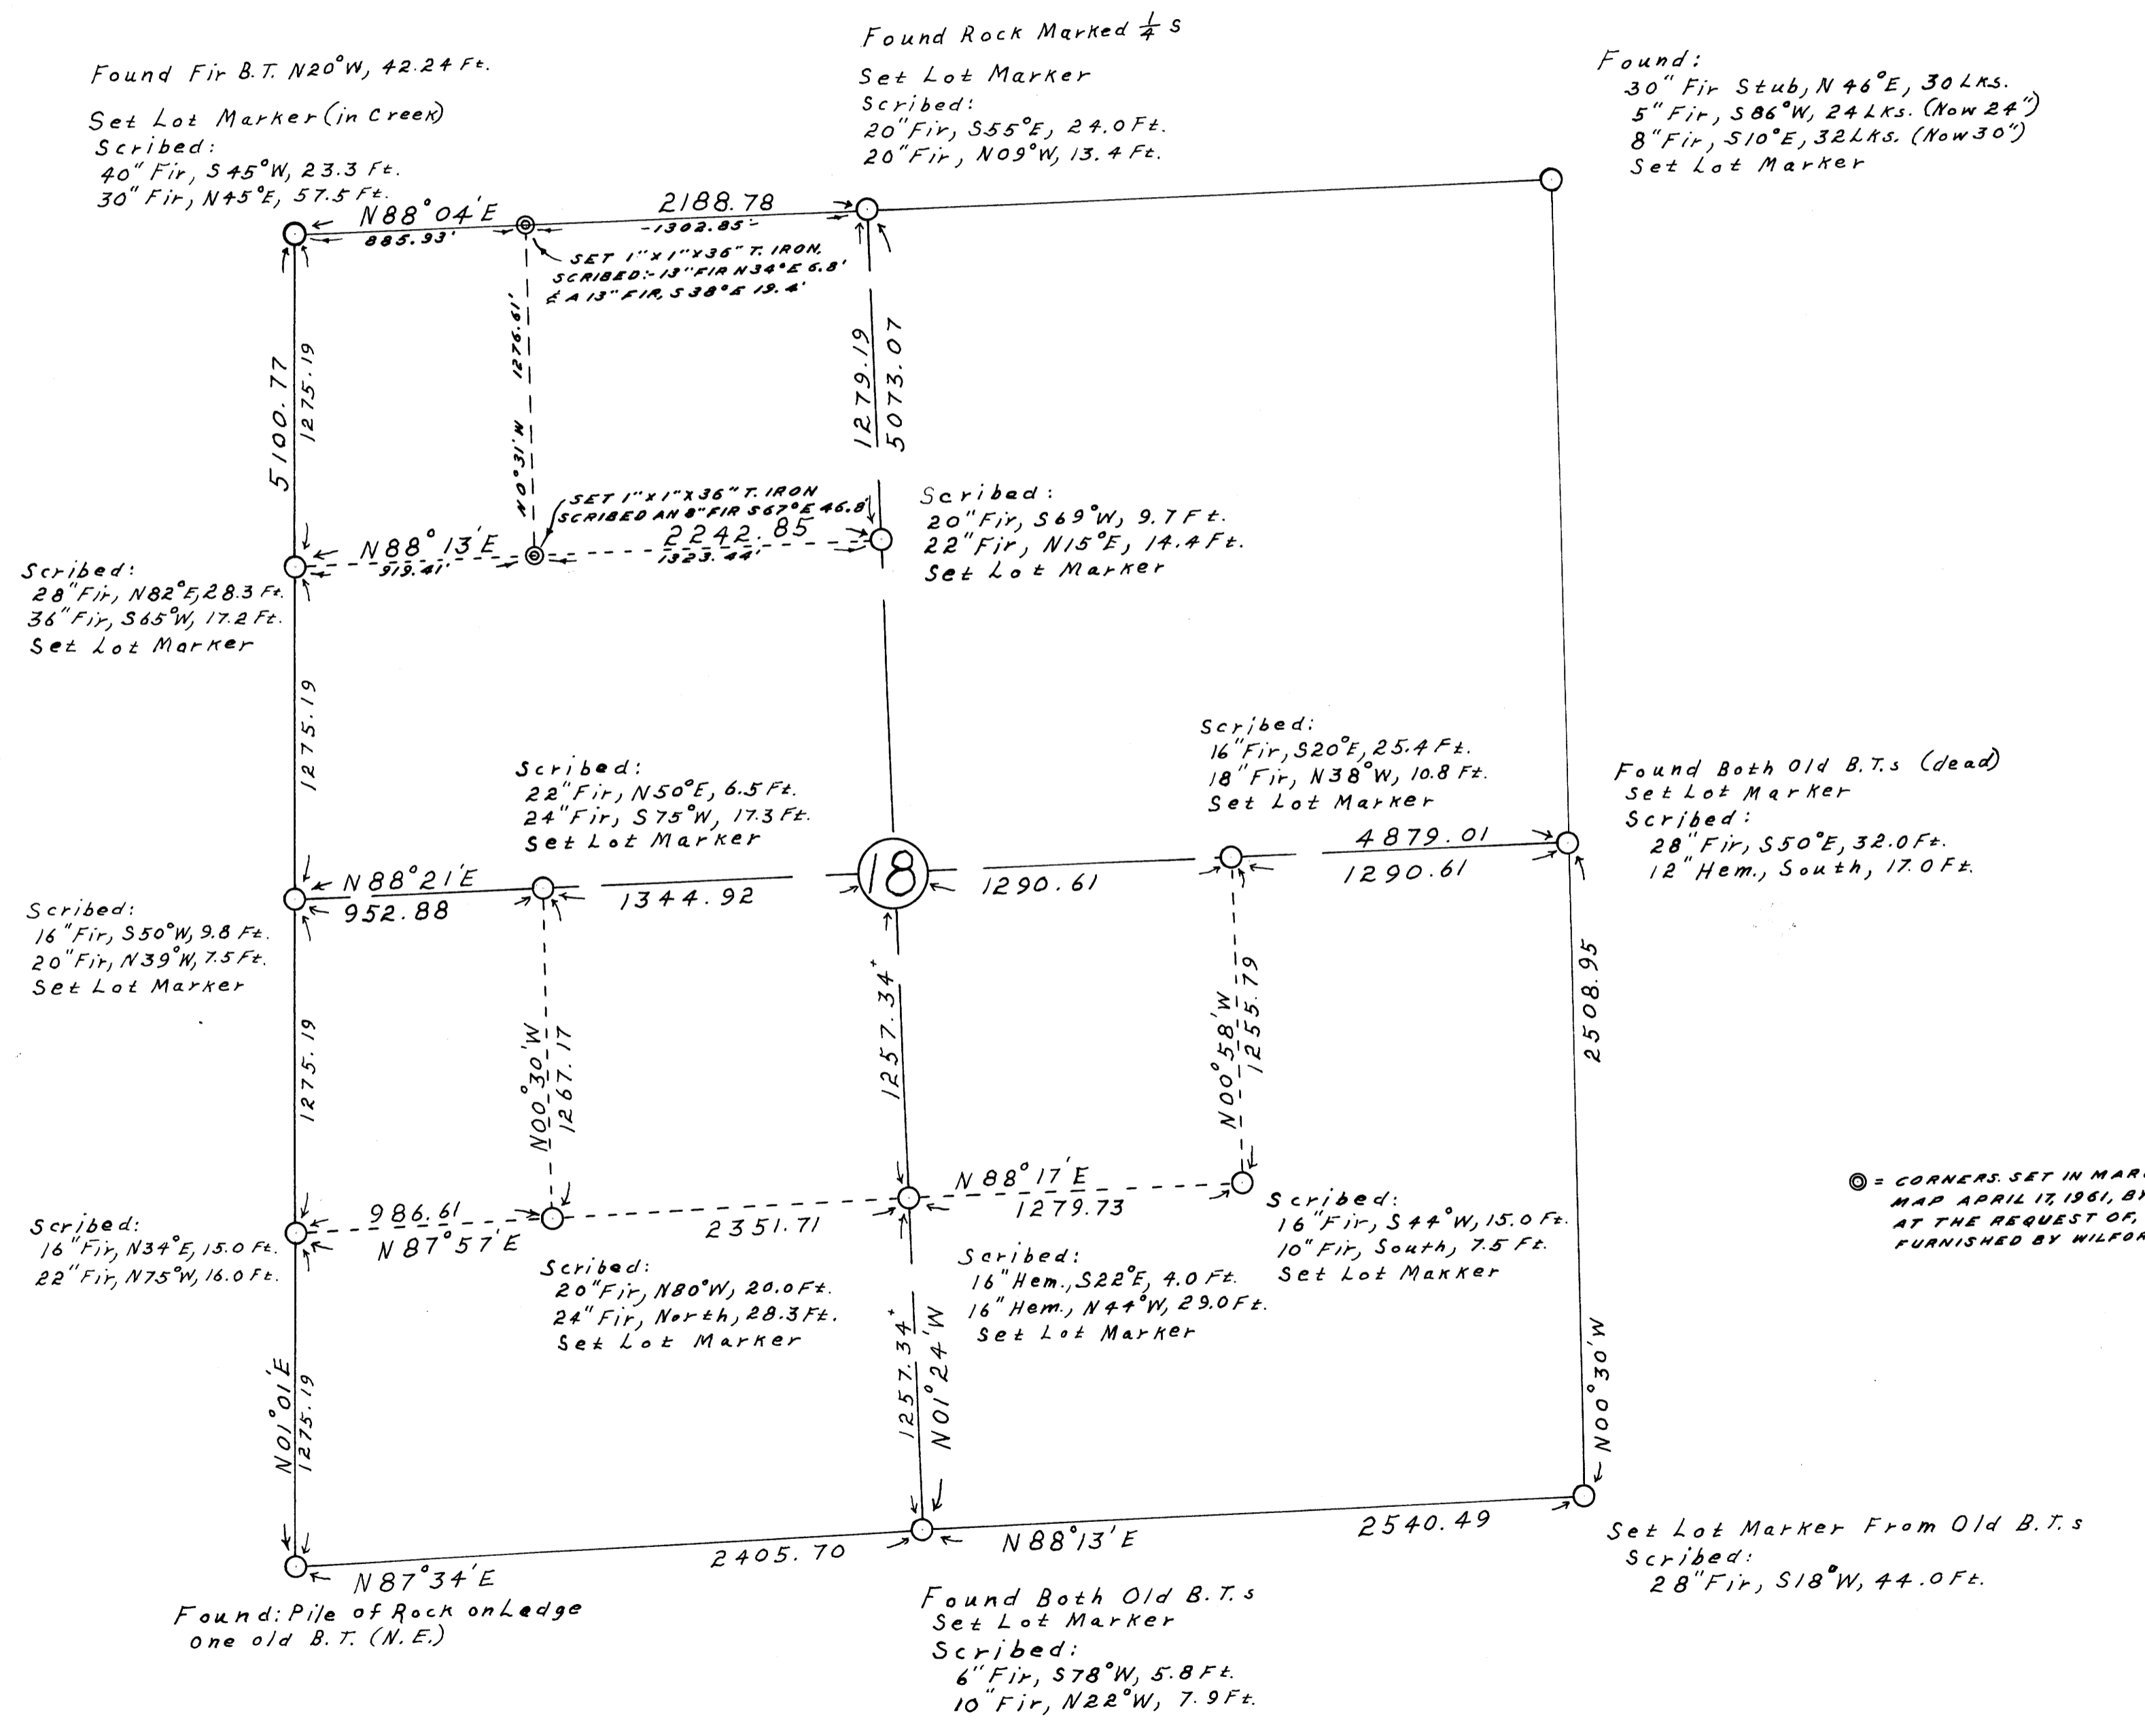 Found Fir B.T. N20°W, 42.24 Ft.
Set Lot Marker (in Creek)
Scribed:
40" Fir, S45°W, 23.3 Ft.
30" Fir, N45°E, 57.5 Ft.
Found Rock Marked 1/4 S
Set Lot Marker
Scribed:
20" Fir, S55°E, 24.0 Ft.
20" Fir, N09°W, 13.4 Ft.
Found:
30" Fir Stub, N46°E, 30 Lks.
5" Fir, S86°W, 24 Lks. (Now 24")
8" Fir, S10°E, 32 Lks. (Now 30")
Set Lot Marker
N88°04'E
885.93'
2188.78
-1302.85-
SET 1"X1"X36" T. IRON,
SCRIBED:-13" FIR N34°E 6.8'
& A 13" FIR, S38°E 19.4'
5100.77
1275.19
N0°31'W 1276.61'
1279.19
5073.07
SET 1"X1"X36" T. IRON
SCRIBED AN 8" FIR S67°E 46.8'
N88°13'E
919.41'
2242.85
1323.44'
Scribed:
20" Fir, S69°W, 9.7 Ft.
22" Fir, N15°E, 14.4 Ft.
Set Lot Marker
Scribed:
28" Fir, N82°E, 28.3 Ft.
36" Fir, S65°W, 17.2 Ft.
Set Lot Marker
1275.19
Scribed:
22" Fir, N50°E, 6.5 Ft.
24" Fir, S75°W, 17.3 Ft.
Set Lot Marker
Scribed:
16" Fir, S20°E, 25.4 Ft.
18" Fir, N38°W, 10.8 Ft.
Set Lot Marker
Found Both Old B.T.s (dead)
Set Lot Marker
Scribed:
28" Fir, S50°E, 32.0 Ft.
12" Hem., South, 17.0 Ft.
N88°21'E
952.88
1344.92
18
1290.61
4879.01
1290.61
Scribed:
16" Fir, S50°W, 9.8 Ft.
20" Fir, N39°W, 7.5 Ft.
Set Lot Marker
1275.19
N00°30'W
1267.17
1257.34+
N00°58'W
1255.79
2508.95
Scribed:
16" Fir, N34°E, 15.0 Ft.
22" Fir, N75°W, 16.0 Ft.
986.61
N87°57'E
2351.71
N88°17'E
1279.73
Scribed:
16" Fir, S44°W, 15.0 Ft.
10" Fir, South, 7.5 Ft.
Set Lot Makker
Scribed:
20" Fir, N80°W, 20.0 Ft.
24" Fir, North, 28.3 Ft.
Set Lot Marker
Scribed:
16" Hem., S22°E, 4.0 Ft.
16" Hem., N44°W, 29.0 Ft.
Set Lot Marker
= CORNERS. SET IN MAR
MAP APRIL 17, 1961, BY
AT THE REQUEST OF,
FURNISHED BY WILFOR
N01°01'E
1275.19
1257.34+
N01°24'W
N00°30'W
N87°34'E
2405.70
N88°13'E
2540.49
Found: Pile of Rock on Ledge
One old B.T. (N.E.)
Found Both Old B.T.s
Set Lot Marker
Scribed:
6" Fir, S78°W, 5.8 Ft.
10" Fir, N22°W, 7.9 Ft.
Set Lot Marker From Old B.T.s
Scribed:
28" Fir, S18°W, 44.0 Ft.